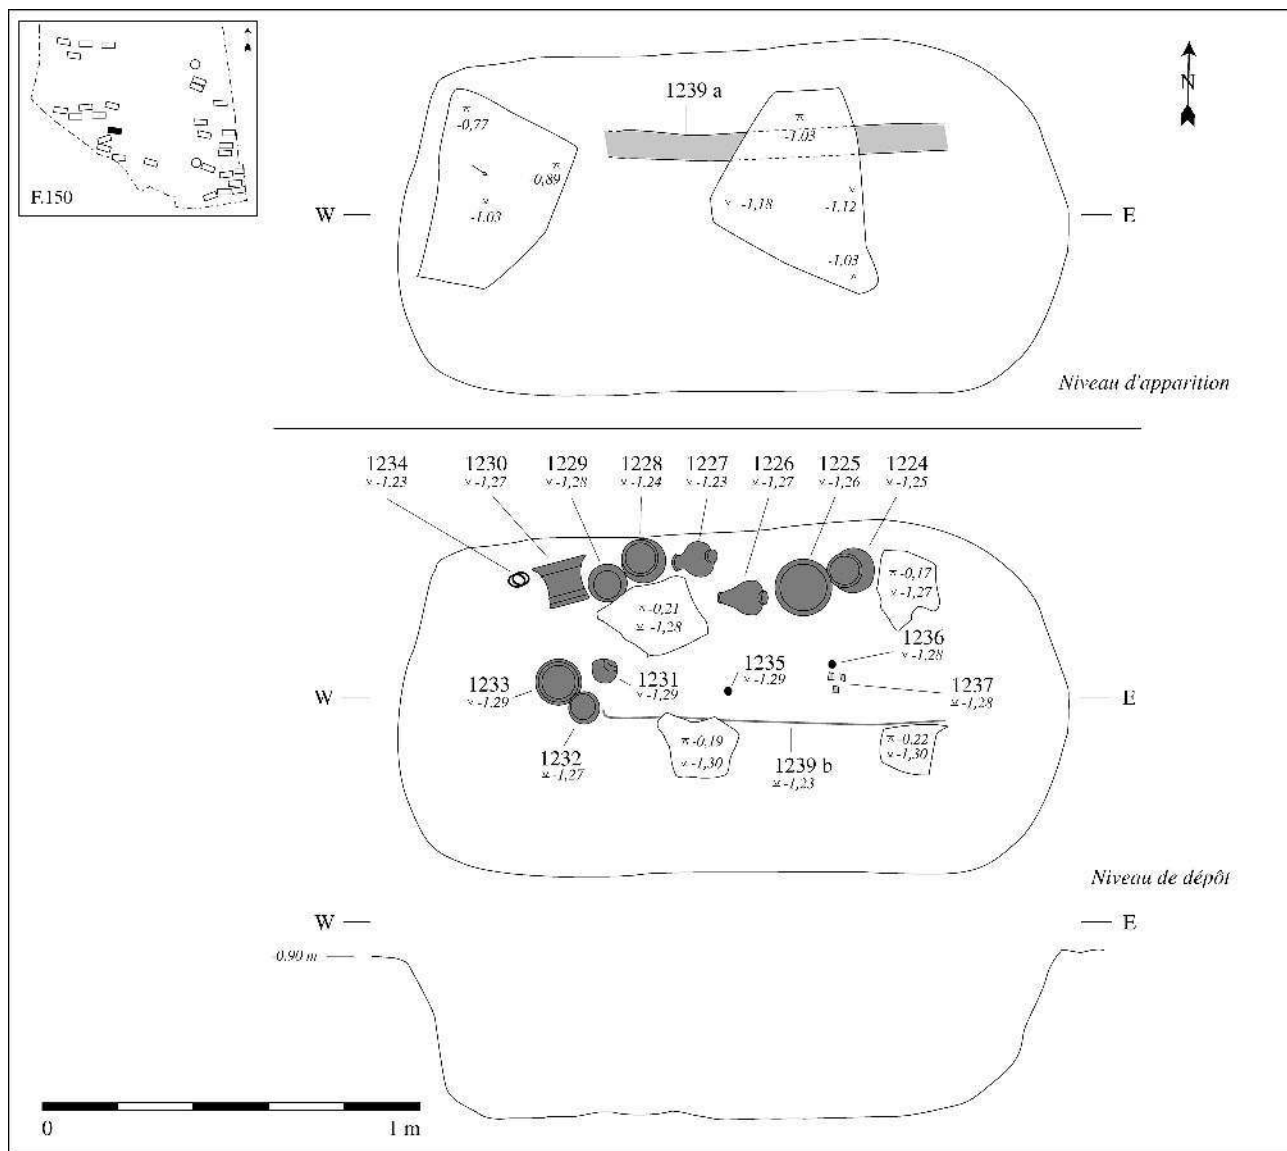 F.150
N
1239 a
-0,77
-0,89
-1.03
-1.03
-1,18
-1,12
-1,03
W
E
Niveau d'apparition
1234 1230 1229 1228 1227 1226 1225 1224
-1.23 -1,27 -1,28 -1.24 -1.23 -1,27 -1,26 -1,25
-0,17
-1,27
-0,21
-1,28
1236
-1.28
1235
-1.29
1231
-1,29
1233
-1.29
1237
-1,28
W
E
1232
-1,27
-0,19
-1,30
1239 b
-1,23
-0.22
-1,30
Niveau de dépôt
W
E
-0.90 m
0 1 m